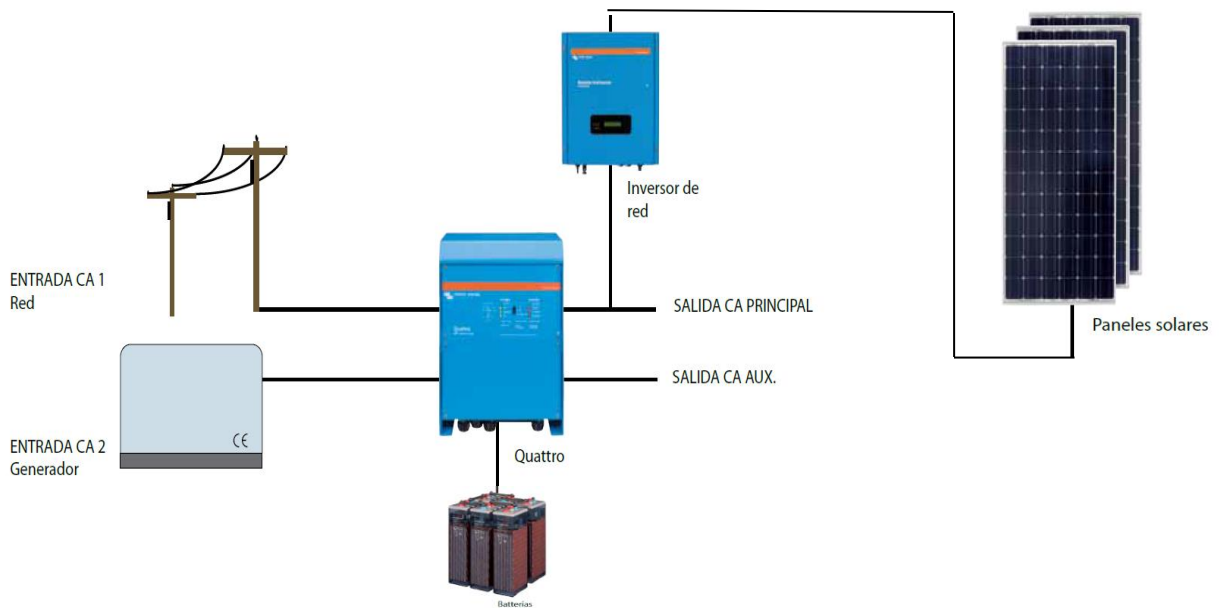 Inversor de
red
ENTRADA CA 1
Red
SALIDA CA PRINCIPAL
Paneles solares
SALIDA CA AUX.
CE
ENTRADA CA 2
Generador
Quattro
Baterías